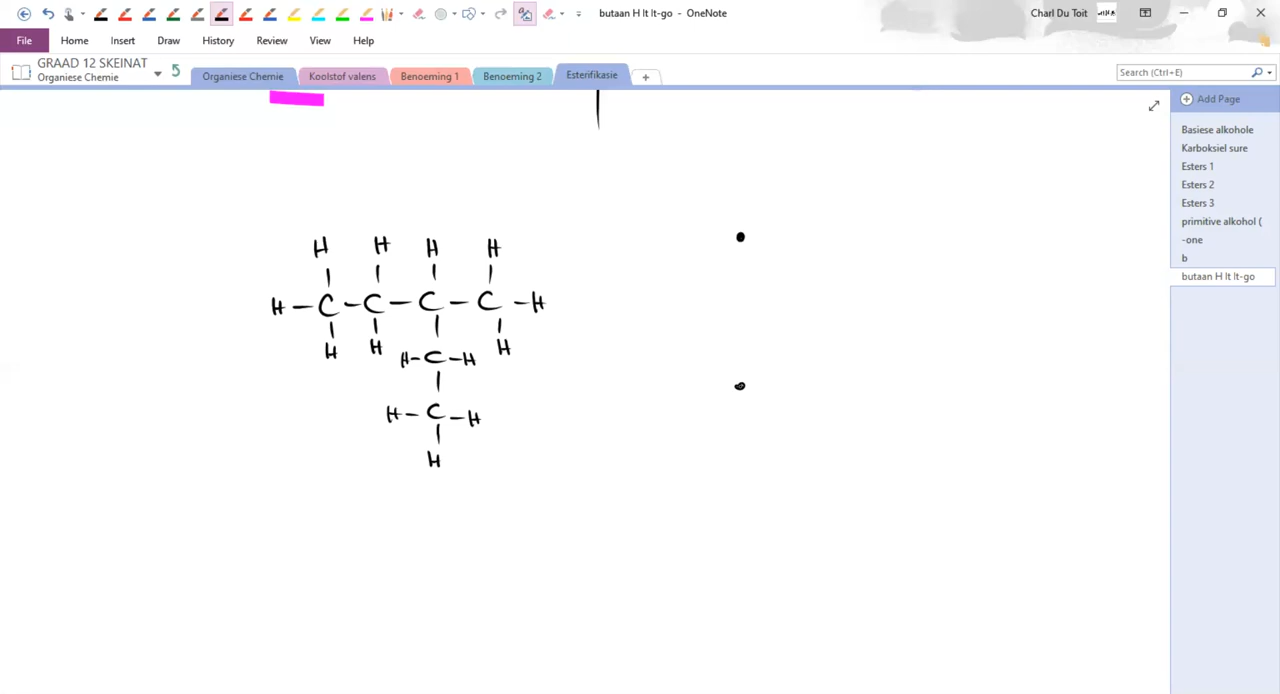 butaan H It It-go - OneNote
Charl Du Toit
File Home Insert Draw History Review View Help
GRAAD 12 SKEINAT
Organiese Chemie
Organiese Chemie Koolstof valens Benoeming 1 Benoeming 2 Esterifikasie +
Search (Ctrl+E)
Add Page
Basiese alkohole
Karboksiel sure
Esters 1
Esters 2
Esters 3
primitive alkohol (
-one
b
butaan H It It-go
H H H H
H-C-C-C-C-H
H H H-C-H H
H-C-H
H